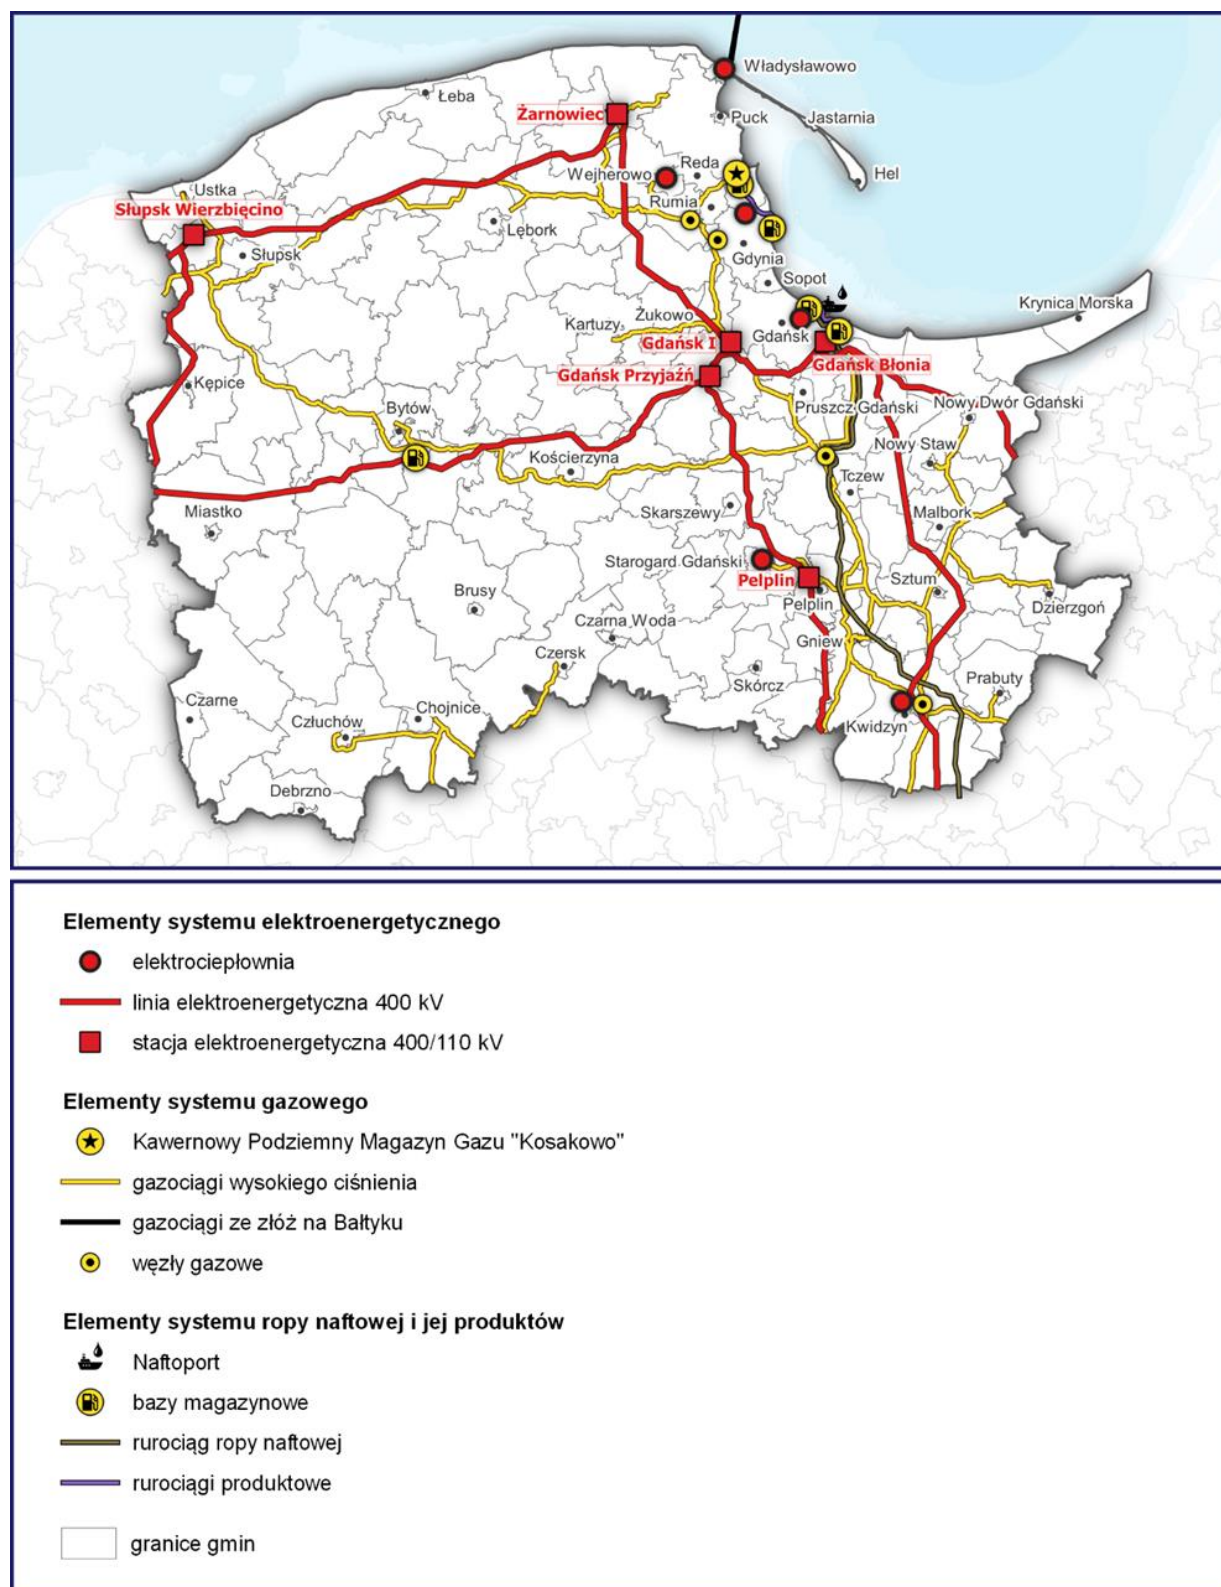 Władysławowo
Łeba
Żarnowiec
Puck
Jastarnia
Reda
Wejherowo
Hel
Ustka
Rumia
Słupsk Wierzbięcino
Lębork
Słupsk
Gdynia
Sopot
Krynica Morska
Żukowo
Kartuzy
Gdańsk I
Gdańsk
Gdańsk Błonia
Gdańsk Przyjaźń
Kępice
Nowy Dwór Gdański
Bytów
Pruszcz Gdański
Nowy Staw
Kościerzyna
Tczew
Miastko
Skarszewy
Malbork
Starogard Gdański
Pelplin
Sztum
Brusy
Pelplin
Dzierzgoń
Czarna Woda
Gniew
Czersk
Prabuty
Skórcz
Czarne
Chojnice
Człuchów
Kwidzyn
Debrzno
Elementy systemu elektroenergetycznego
elektrociepłownia
linia elektroenergetyczna 400 kV
stacja elektroenergetyczna 400/110 kV
Elementy systemu gazowego
Kawernowy Podziemny Magazyn Gazu "Kosakowo"
gazociągi wysokiego ciśnienia
gazociągi ze złóż na Bałtyku
węzły gazowe
Elementy systemu ropy naftowej i jej produktów
Naftoport
bazy magazynowe
rurociąg ropy naftowej
rurociągi produktowe
granice gmin